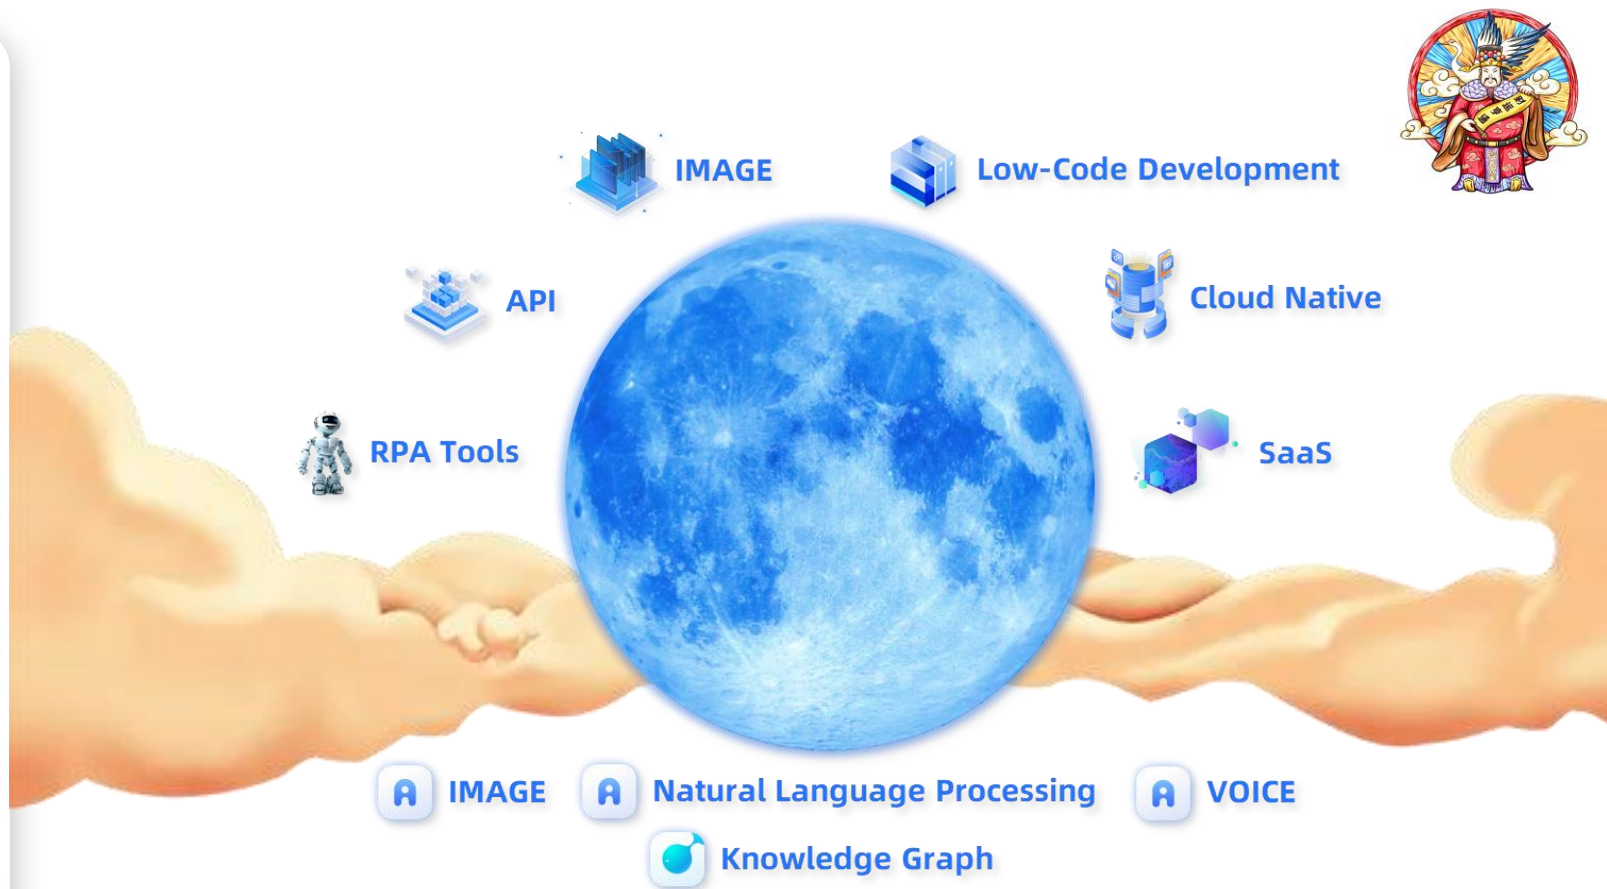 IMAGE
Low-Code Development
API
Cloud Native
RPA Tools
SaaS
IMAGE
Natural Language Processing
VOICE
Knowledge Graph